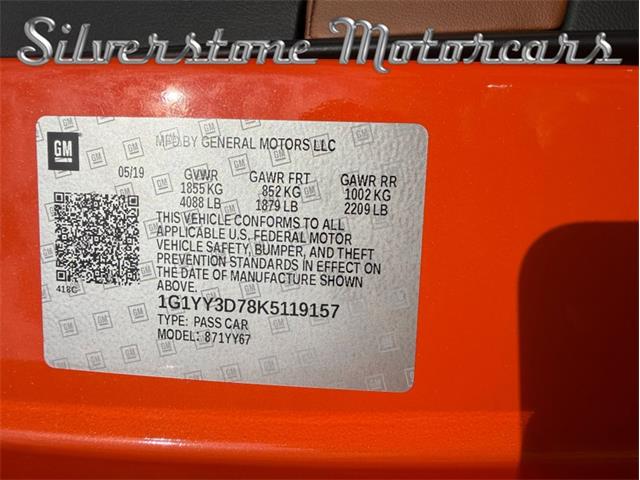 Silverstone Motorcars
GM
MFD BY GENERAL MOTORS LLC
05/19 GVWR GAWR FRT GAWR RR
1855 KG 852 KG 1002 KG
4088 LB 1879 LB 2209 LB
THIS VEHICLE CONFORMS TO ALL
APPLICABLE U.S. FEDERAL MOTOR
VEHICLE SAFETY, BUMPER, AND THEFT
PREVENTION STANDARDS IN EFFECT ON
THE DATE OF MANUFACTURE SHOWN
ABOVE.
418C
1G1YY3D78K5119157
TYPE: PASS CAR
MODEL: 871YY67